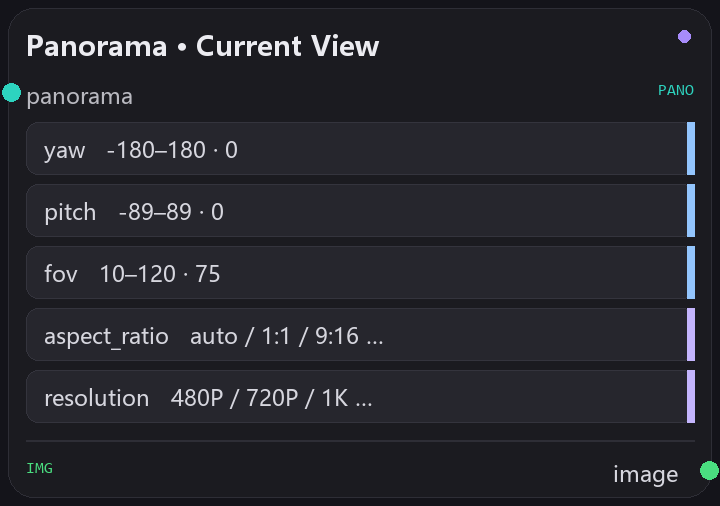 Panorama • Current View
panorama PANO
yaw -180–180 · 0
pitch -89–89 · 0
fov 10–120 · 75
aspect_ratio auto / 1:1 / 9:16 ...
resolution 480P / 720P / 1K ...
IMG image